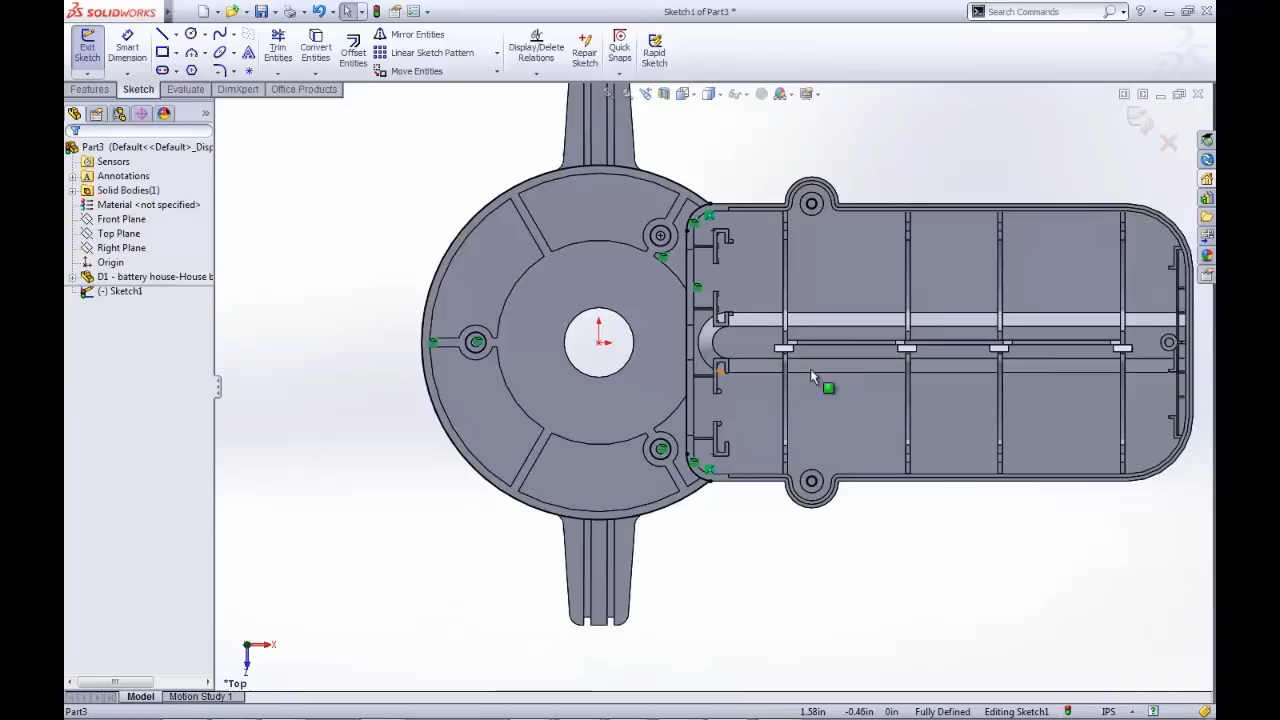 SOLIDWORKS
Sketch1 of Part3 *
Search Commands
Exit Sketch
Smart Dimension
Trim Entities
Convert Entities
Offset Entities
Mirror Entities
Linear Sketch Pattern
Move Entities
Display/Delete Relations
Repair Sketch
Quick Snaps
Rapid Sketch
Features
Sketch
Evaluate
DimXpert
Office Products
Part3 (Default<<Default>_Disp
Sensors
Annotations
Solid Bodies(1)
Material <not specified>
Front Plane
Top Plane
Right Plane
Origin
D1 - battery house-House b
(-) Sketch1
X
Z
*Top
Model
Motion Study 1
Part3
1.58in
-0.46in
0in
Fully Defined
Editing Sketch1
IPS